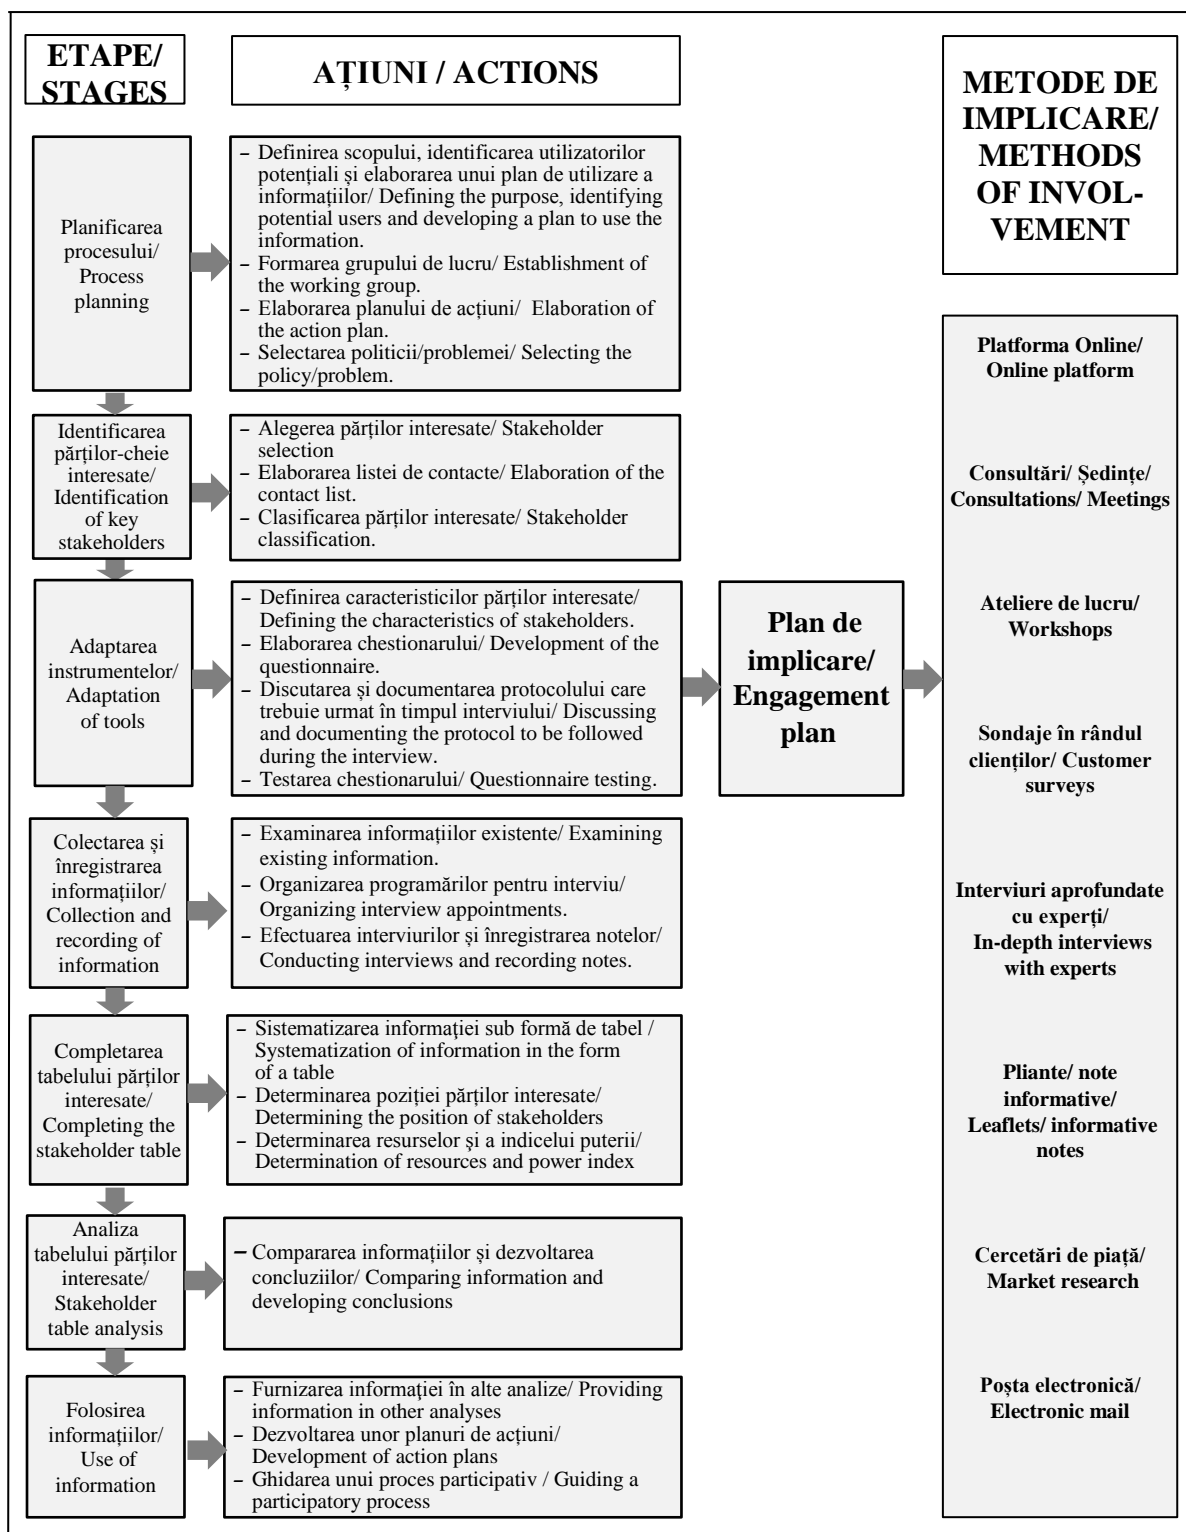 ETAPE/
STAGES
AȚIUNI / ACTIONS
METODE DE
IMPLICARE/
METHODS
OF INVOL-
VEMENT
Planificarea
procesului/
Process
planning
– Definirea scopului, identificarea utilizatorilor
potențiali și elaborarea unui plan de utilizare a
informațiilor/ Defining the purpose, identifying
potential users and developing a plan to use the
information.
– Formarea grupului de lucru/ Establishment of
the working group.
– Elaborarea planului de acțiuni/ Elaboration of
the action plan.
– Selectarea politicii/problemei/ Selecting the
policy/problem.
Identificarea
părților-cheie
interesate/
Identification
of key
stakeholders
– Alegerea părților interesate/ Stakeholder
selection
– Elaborarea listei de contacte/ Elaboration of the
contact list.
– Clasificarea părților interesate/ Stakeholder
classification.
Adaptarea
instrumentelor/
Adaptation
of tools
– Definirea caracteristicilor părților interesate/
Defining the characteristics of stakeholders.
– Elaborarea chestionarului/ Development of the
questionnaire.
– Discutarea și documentarea protocolului care
trebuie urmat în timpul interviului/ Discussing
and documenting the protocol to be followed
during the interview.
– Testarea chestionarului/ Questionnaire testing.
Plan de
implicare/
Engagement
plan
Colectarea și
înregistrarea
informațiilor/
Collection and
recording of
information
– Examinarea informațiilor existente/ Examining
existing information.
– Organizarea programărilor pentru interviu/
Organizing interview appointments.
– Efectuarea interviurilor și înregistrarea notelor/
Conducting interviews and recording notes.
Completarea
tabelului părților
interesate/
Completing the
stakeholder table
– Sistematizarea informaţiei sub formă de tabel /
Systematization of information in the form
of a table
– Determinarea poziției părților interesate/
Determining the position of stakeholders
– Determinarea resurselor și a indicelui puterii/
Determination of resources and power index
Analiza
tabelului părților
interesate/
Stakeholder
table analysis
– Compararea informațiilor și dezvoltarea
concluziilor/ Comparing information and
developing conclusions
Folosirea
informațiilor/
Use of
information
– Furnizarea informaţiei în alte analize/ Providing
information in other analyses
– Dezvoltarea unor planuri de acțiuni/
Development of action plans
– Ghidarea unui proces participativ / Guiding a
participatory process
Platforma Online/
Online platform
Consultări/ Ședințe/
Consultations/ Meetings
Ateliere de lucru/
Workshops
Sondaje în rândul
clienților/ Customer
surveys
Interviuri aprofundate
cu experți/
In-depth interviews
with experts
Pliante/ note
informative/
Leaflets/ informative
notes
Cercetări de piață/
Market research
Poșta electronică/
Electronic mail